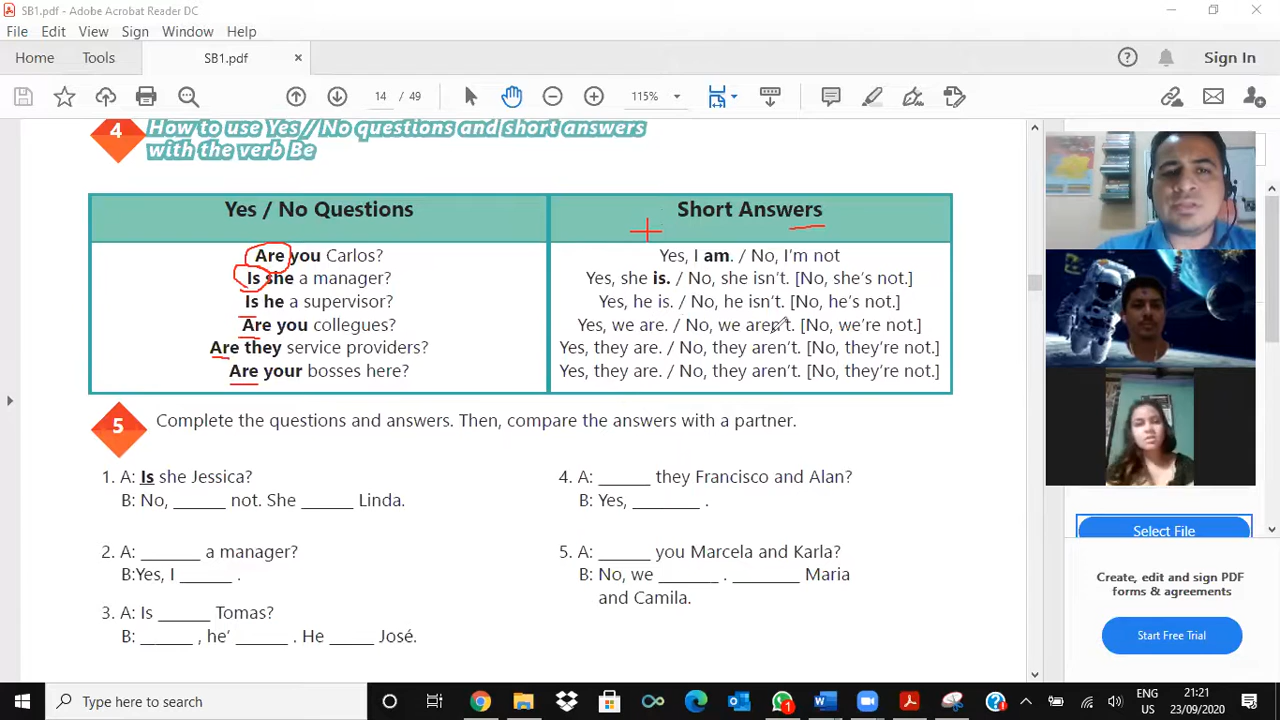 SB1.pdf - Adobe Acrobat Reader DC
File Edit View Sign Window Help
Home Tools SB1.pdf × Sign In
14 / 49 115%
4 How to use Yes / No questions and short answers
with the verb Be
Yes / No Questions Short Answers
Are you Carlos? Yes, I am. / No, I'm not
Is she a manager? Yes, she is. / No, she isn't. [No, she's not.]
Is he a supervisor? Yes, he is. / No, he isn't. [No, he's not.]
Are you collegues? Yes, we are. / No, we aren't. [No, we're not.]
Are they service providers? Yes, they are. / No, they aren't. [No, they're not.]
Are your bosses here? Yes, they are. / No, they aren't. [No, they're not.]
5 Complete the questions and answers. Then, compare the answers with a partner.
1. A: Is she Jessica?
B: No, ______ not. She ______ Linda.
2. A: _______ a manager?
B:Yes, I ______ .
3. A: Is ______ Tomas?
B: ______ , he' ______ . He _____ José.
4. A: ______ they Francisco and Alan?
B: Yes, ________ .
5. A: ______ you Marcela and Karla?
B: No, we _______ . ________ Maria
and Camila.
Select File
Create, edit and sign PDF
forms & agreements
Start Free Trial
Type here to search
ENG
21:21
23/09/2020